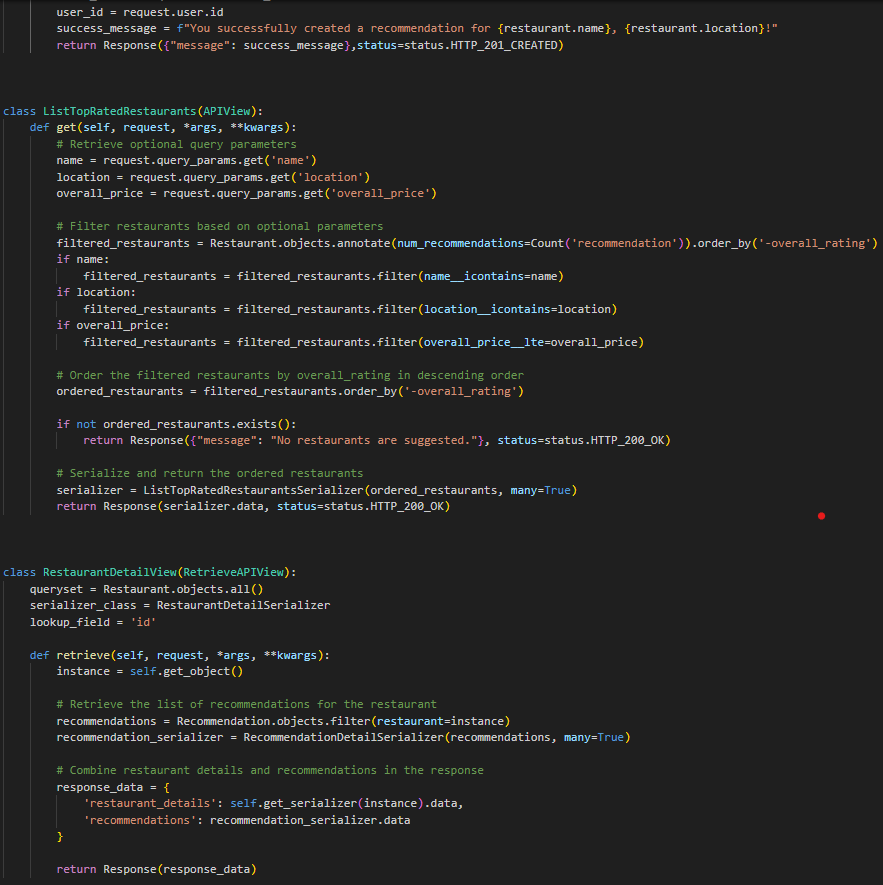 user_id = request.user.id
success_message = f"You successfully created a recommendation for {restaurant.name}, {restaurant.location}!"
return Response({"message": success_message},status=status.HTTP_201_CREATED)
class ListTopRatedRestaurants(APIView):
def get(self, request, *args, **kwargs):
# Retrieve optional query parameters
name = request.query_params.get('name')
location = request.query_params.get('location')
overall_price = request.query_params.get('overall_price')
# Filter restaurants based on optional parameters
filtered_restaurants = Restaurant.objects.annotate(num_recommendations=Count('recommendation')).order_by('-overall_rating')
if name:
filtered_restaurants = filtered_restaurants.filter(name__icontains=name)
if location:
filtered_restaurants = filtered_restaurants.filter(location__icontains=location)
if overall_price:
filtered_restaurants = filtered_restaurants.filter(overall_price__lte=overall_price)
# Order the filtered restaurants by overall_rating in descending order
ordered_restaurants = filtered_restaurants.order_by('-overall_rating')
if not ordered_restaurants.exists():
return Response({"message": "No restaurants are suggested."}, status=status.HTTP_200_OK)
# Serialize and return the ordered restaurants
serializer = ListTopRatedRestaurantsSerializer(ordered_restaurants, many=True)
return Response(serializer.data, status=status.HTTP_200_OK)
class RestaurantDetailView(RetrieveAPIView):
queryset = Restaurant.objects.all()
serializer_class = RestaurantDetailSerializer
lookup_field = 'id'
def retrieve(self, request, *args, **kwargs):
instance = self.get_object()
# Retrieve the list of recommendations for the restaurant
recommendations = Recommendation.objects.filter(restaurant=instance)
recommendation_serializer = RecommendationDetailSerializer(recommendations, many=True)
# Combine restaurant details and recommendations in the response
response_data = {
'restaurant_details': self.get_serializer(instance).data,
'recommendations': recommendation_serializer.data
}
return Response(response_data)